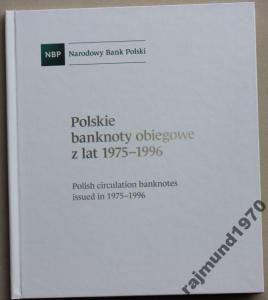 NBP Narodowy Bank Polski
Polskie
banknoty obiegowe
z lat 1975–1996
Polish circulation banknotes
issued in 1975–1996
rajmund1970